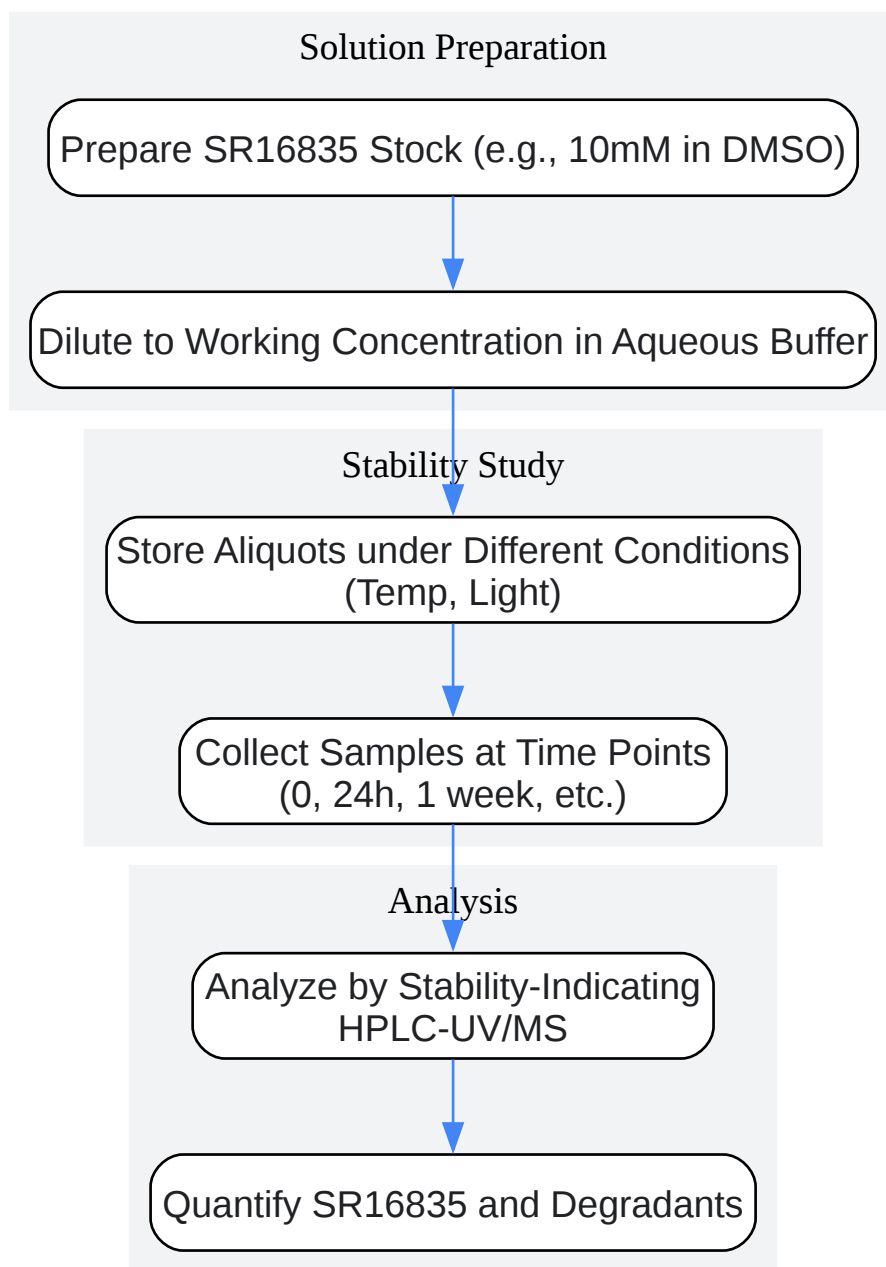 Solution Preparation
Prepare SR16835 Stock (e.g., 10mM in DMSO)
Dilute to Working Concentration in Aqueous Buffer
Stability Study
Store Aliquots under Different Conditions
(Temp, Light)
Collect Samples at Time Points
(0, 24h, 1 week, etc.)
Analysis
Analyze by Stability-Indicating
HPLC-UV/MS
Quantify SR16835 and Degradants